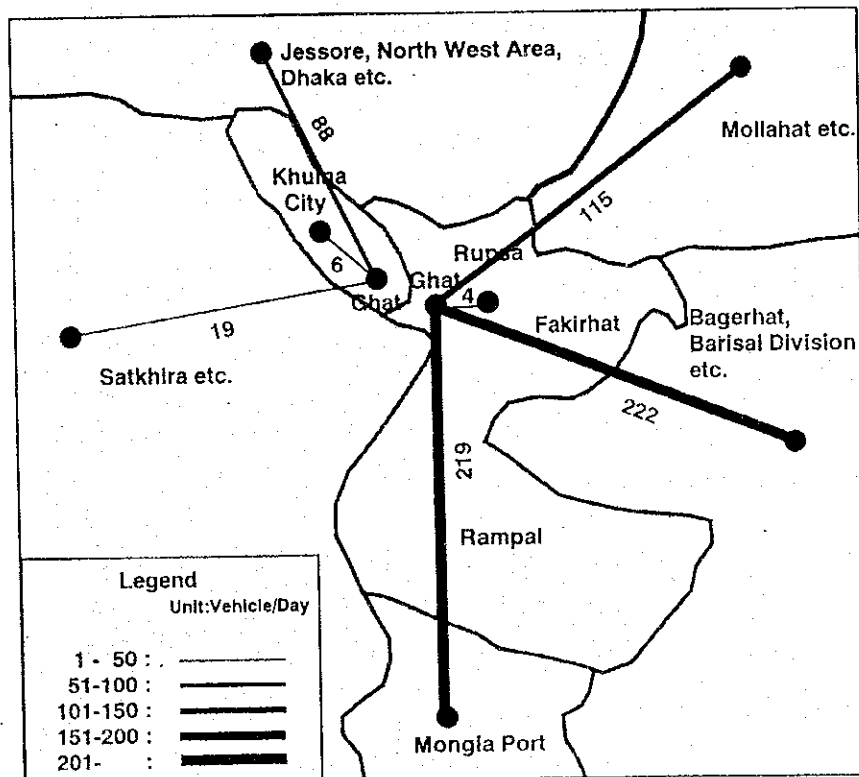 Jessore, North West Area,
Dhaka etc.
Mollahat etc.
88
Khulna
City
115
6
Rupsa
Ghat
Ghat
4
19
Fakirhat
Bagerhat,
Barisal Division
etc.
Satkhira etc.
222
219
Rampal
Legend
Unit:Vehicle/Day
1 - 50 :
51-100 :
101-150 :
151-200 :
201- :
Mongla Port